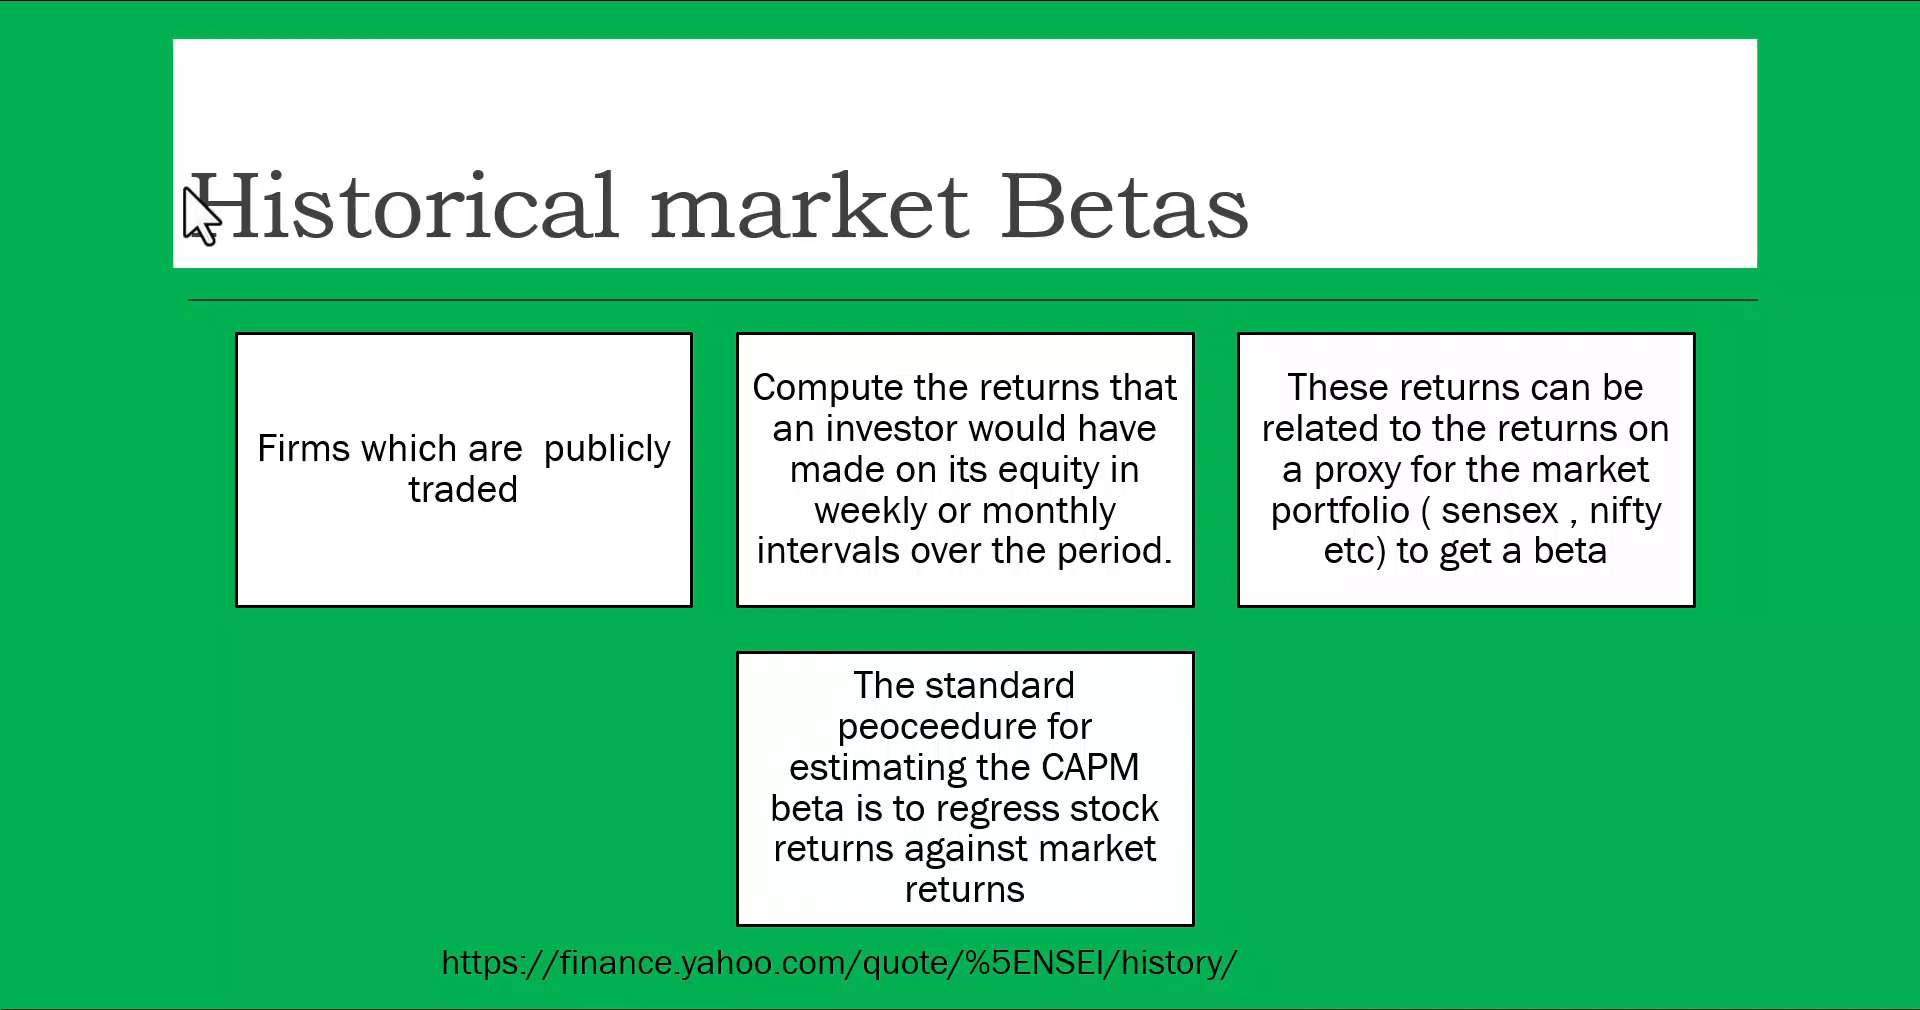 Historical market Betas
Firms which are publicly
traded
Compute the returns that
an investor would have
made on its equity in
weekly or monthly
intervals over the period.
These returns can be
related to the returns on
a proxy for the market
portfolio ( sensex , nifty
etc) to get a beta
The standard
peoceedure for
estimating the CAPM
beta is to regress stock
returns against market
returns
https://finance.yahoo.com/quote/%5ENSEI/history/